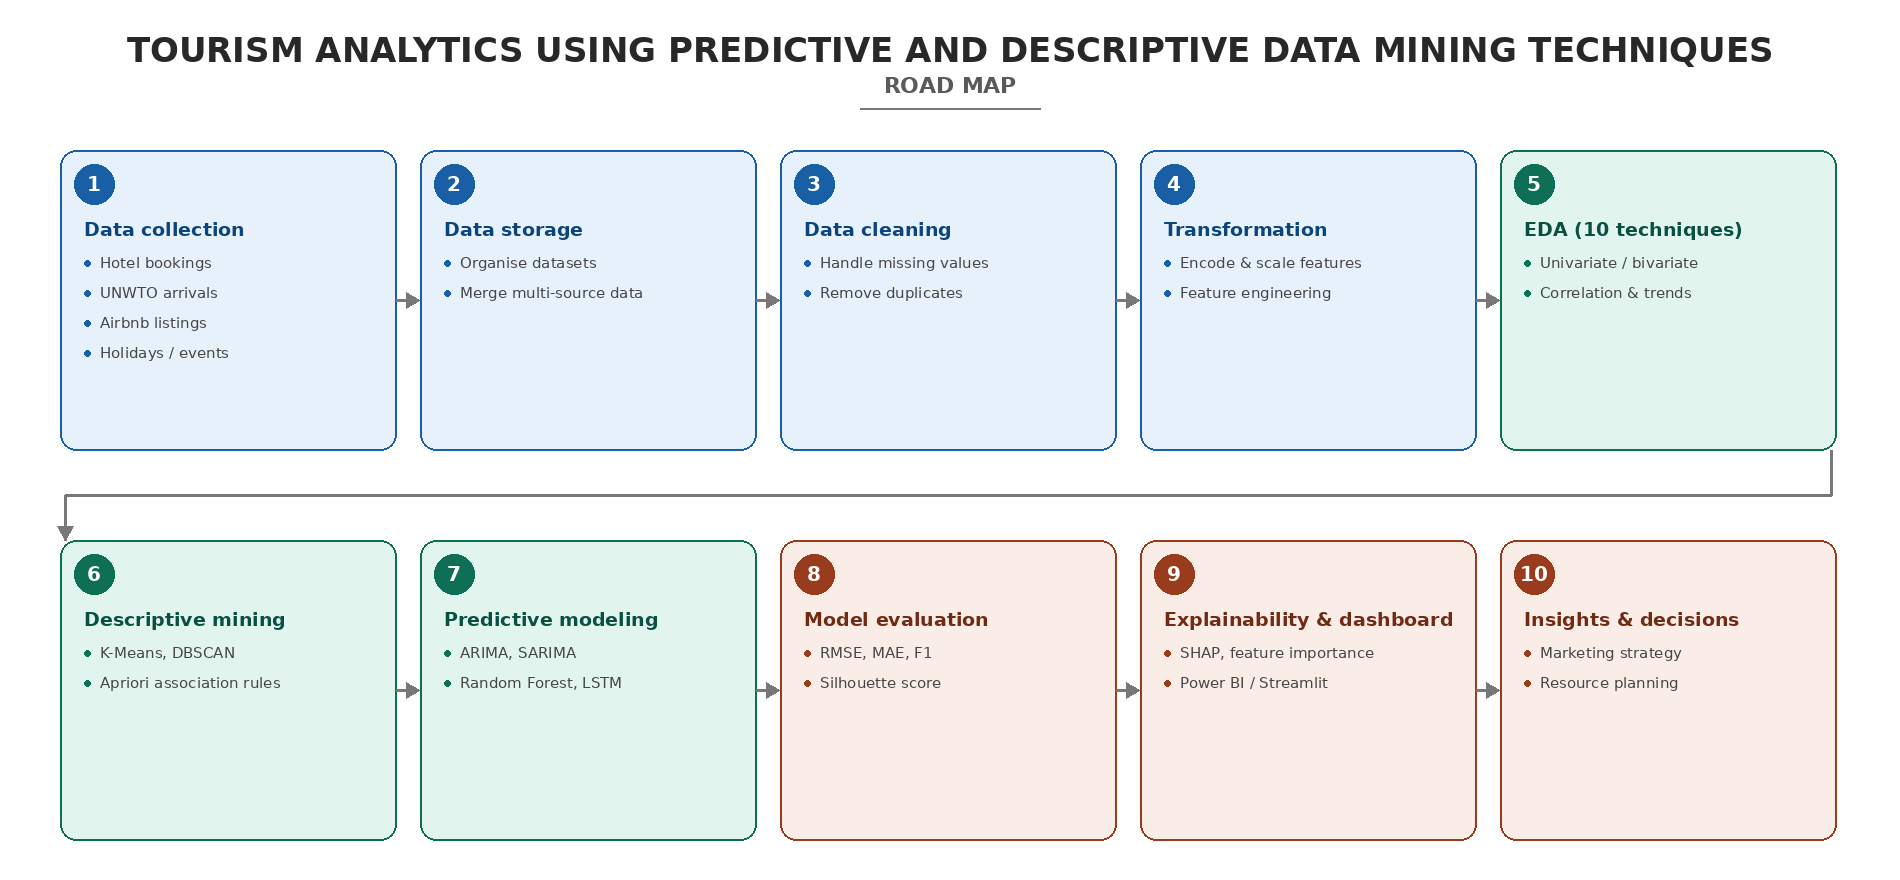 TOURISM ANALYTICS USING PREDICTIVE AND DESCRIPTIVE DATA MINING TECHNIQUES
ROAD MAP
1
Data collection
Hotel bookings
UNWTO arrivals
Airbnb listings
Holidays / events
2
Data storage
Organise datasets
Merge multi-source data
3
Data cleaning
Handle missing values
Remove duplicates
4
Transformation
Encode & scale features
Feature engineering
5
EDA (10 techniques)
Univariate / bivariate
Correlation & trends
6
Descriptive mining
K-Means, DBSCAN
Apriori association rules
7
Predictive modeling
ARIMA, SARIMA
Random Forest, LSTM
8
Model evaluation
RMSE, MAE, F1
Silhouette score
9
Explainability & dashboard
SHAP, feature importance
Power BI / Streamlit
10
Insights & decisions
Marketing strategy
Resource planning